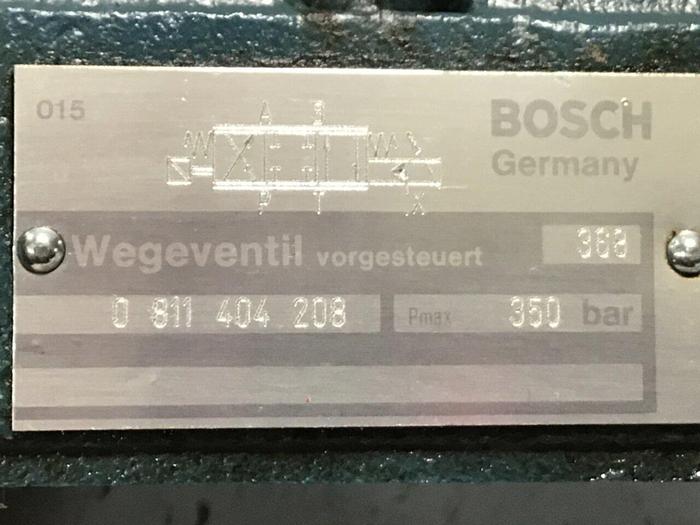 015
A B
P T X
BOSCH
Germany
Wegeventil vorgesteuert
368
0 811 404 208
Pmax 350 bar